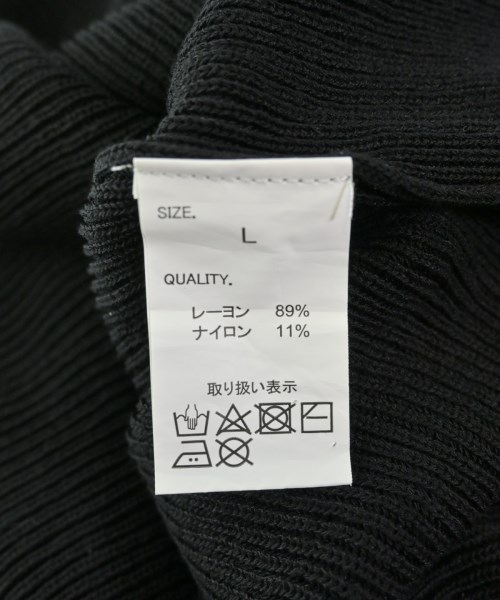 SIZE.
L
QUALITY.
レーヨン 89%
ナイロン 11%
取り扱い表示